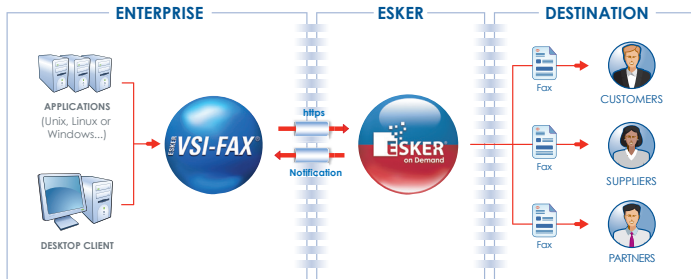 ENTERPRISE
ESKER
DESTINATION
APPLICATIONS
(Unix, Linux or
Windows...)
DESKTOP CLIENT
ESKER VSI-FAX®
https
Notification
ESKER®
on Demand
Fax
CUSTOMERS
Fax
SUPPLIERS
Fax
PARTNERS